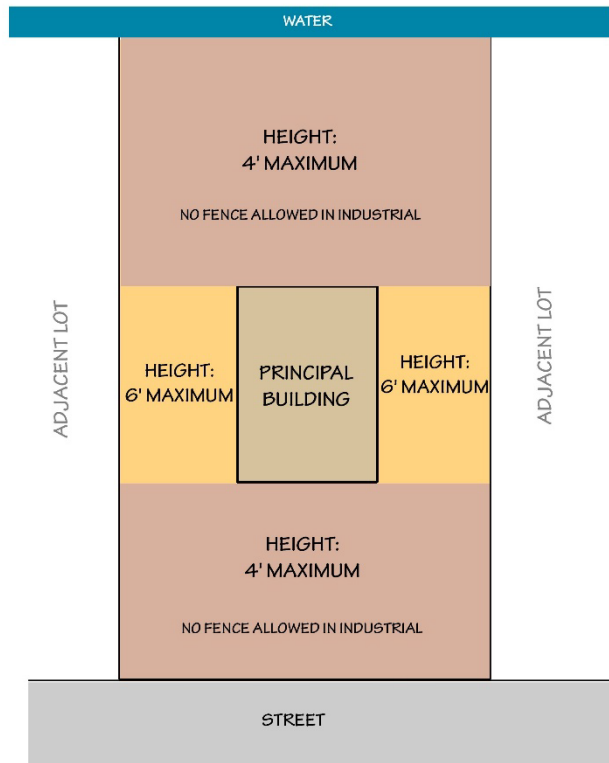 WATER
HEIGHT:
4' MAXIMUM
NO FENCE ALLOWED IN INDUSTRIAL
ADJACENT LOT
HEIGHT:
6' MAXIMUM
PRINCIPAL
BUILDING
HEIGHT:
6' MAXIMUM
ADJACENT LOT
HEIGHT:
4' MAXIMUM
NO FENCE ALLOWED IN INDUSTRIAL
STREET